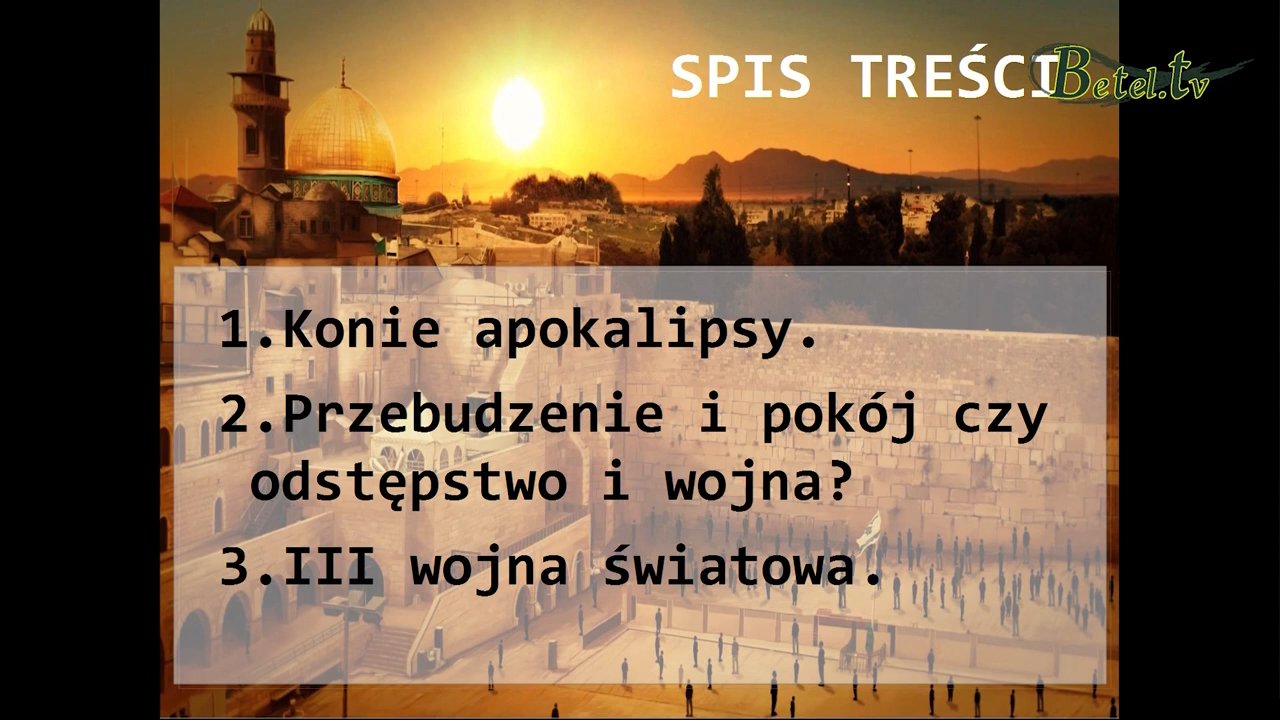 SPIS TREŚCI
Betel.tv
1.Konie apokalipsy.
2.Przebudzenie i pokój czy
odstępstwo i wojna?
3.III wojna światowa.